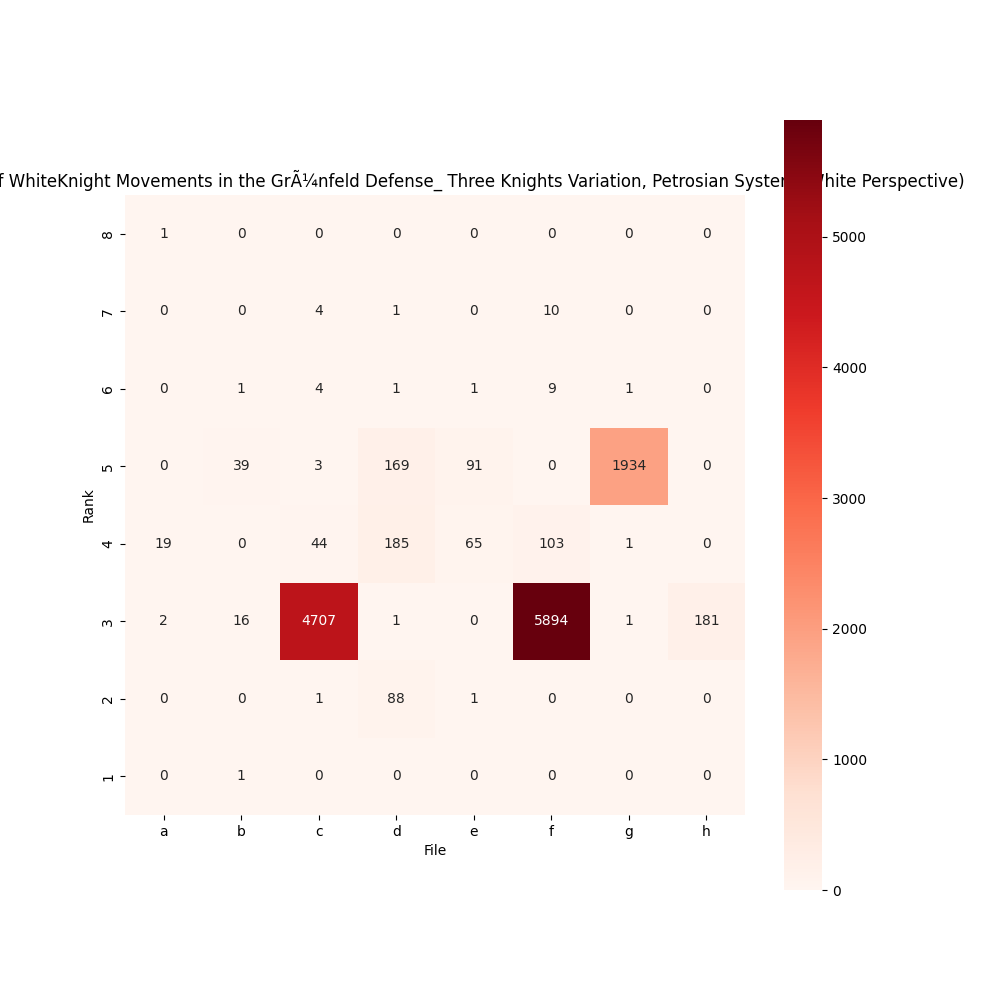 f WhiteKnight Movements in the GrÃ¼nfeld Defense_ Three Knights Variation, Petrosian System White Perspective)
8 1 0 0 0 0 0 0 0
7 0 0 4 1 0 10 0 0
6 0 1 4 1 1 9 1 0
5 0 39 3 169 91 0 1934 0
4 19 0 44 185 65 103 1 0
3 2 16 4707 1 0 5894 1 181
2 0 0 1 88 1 0 0 0
1 0 1 0 0 0 0 0 0
a b c d e f g h
File
Rank
5000
4000
3000
2000
1000
0